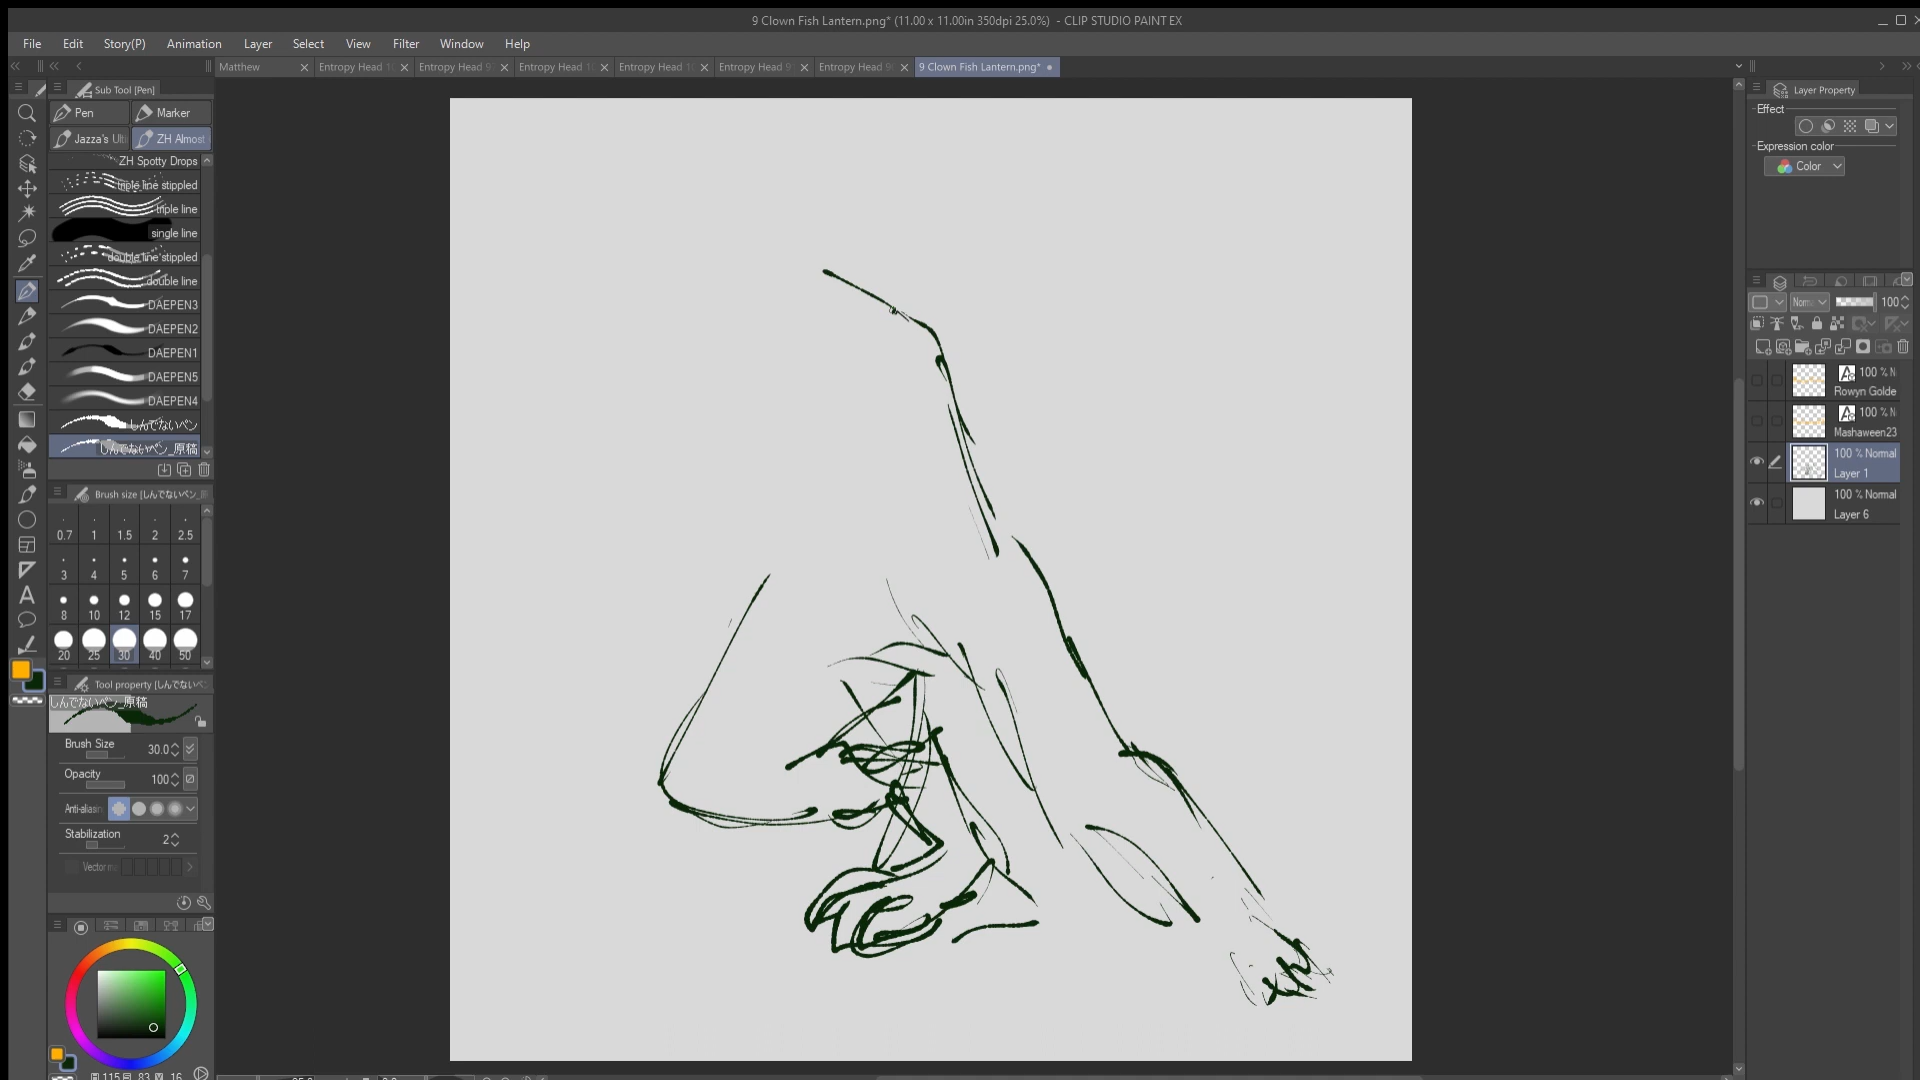 9 Clown Fish Lantern.png* (11.00 x 11.00in 350dpi 25.0%) - CLIP STUDIO PAINT EX
File Edit Story(P) Animation Layer Select View Filter Window Help
Matthew Entropy Head Entropy Head Entropy Head Entropy Head Entropy Head Entropy Head 9 Clown Fish Lantern.png*
Sub Tool [Pen]
Pen Marker
Jazza's Ulti ZH Almost
ZH Spotty Drops
triple line stippled
triple line
single line
double line stippled
double line
DAEPEN3
DAEPEN2
DAEPEN1
DAEPEN5
DAEPEN4
しんでないペン
しんでないペン_原稿
Brush size [しんでないペン_原
0.7 1 1.5 2 2.5
3 4 5 6 7
8 10 12 15 17
20 25 30 40 50
Tool property [しんでないペン
しんでないペン_原稿
Brush Size 30.0
Opacity 100
Anti-aliasin
Stabilization 2
Vector ma
115 83 16
Layer Property
Effect
Expression color
Color
Norm 100
100 % N
Rowyn Golde
100 % N
Mashaween23
100 % Normal
Layer 1
100 % Normal
Layer 6